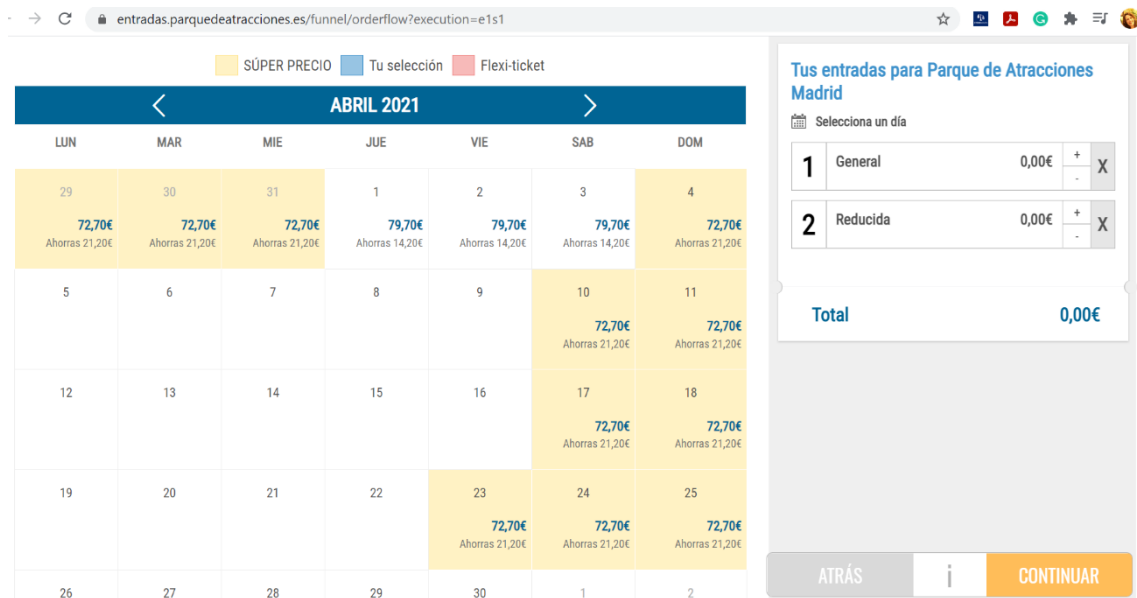 entradas.parquedeatracciones.es/funnel/orderflow?execution=e1s1
SÚPER PRECIO Tu selección Flexi-ticket
ABRIL 2021
LUN MAR MIE JUE VIE SAB DOM
29 30 31 1 2 3 4
72,70€ 72,70€ 72,70€ 79,70€ 79,70€ 79,70€ 72,70€
Ahorras 21,20€ Ahorras 21,20€ Ahorras 21,20€ Ahorras 14,20€ Ahorras 14,20€ Ahorras 14,20€ Ahorras 21,20€
5 6 7 8 9 10 11
72,70€ 72,70€
Ahorras 21,20€ Ahorras 21,20€
12 13 14 15 16 17 18
72,70€ 72,70€
Ahorras 21,20€ Ahorras 21,20€
19 20 21 22 23 24 25
72,70€ 72,70€ 72,70€
Ahorras 21,20€ Ahorras 21,20€ Ahorras 21,20€
26 27 28 29 30 1 2
Tus entradas para Parque de Atracciones
Madrid
Selecciona un día
1 General 0,00€ + - X
2 Reducida 0,00€ + - X
Total 0,00€
ATRÁS i CONTINUAR